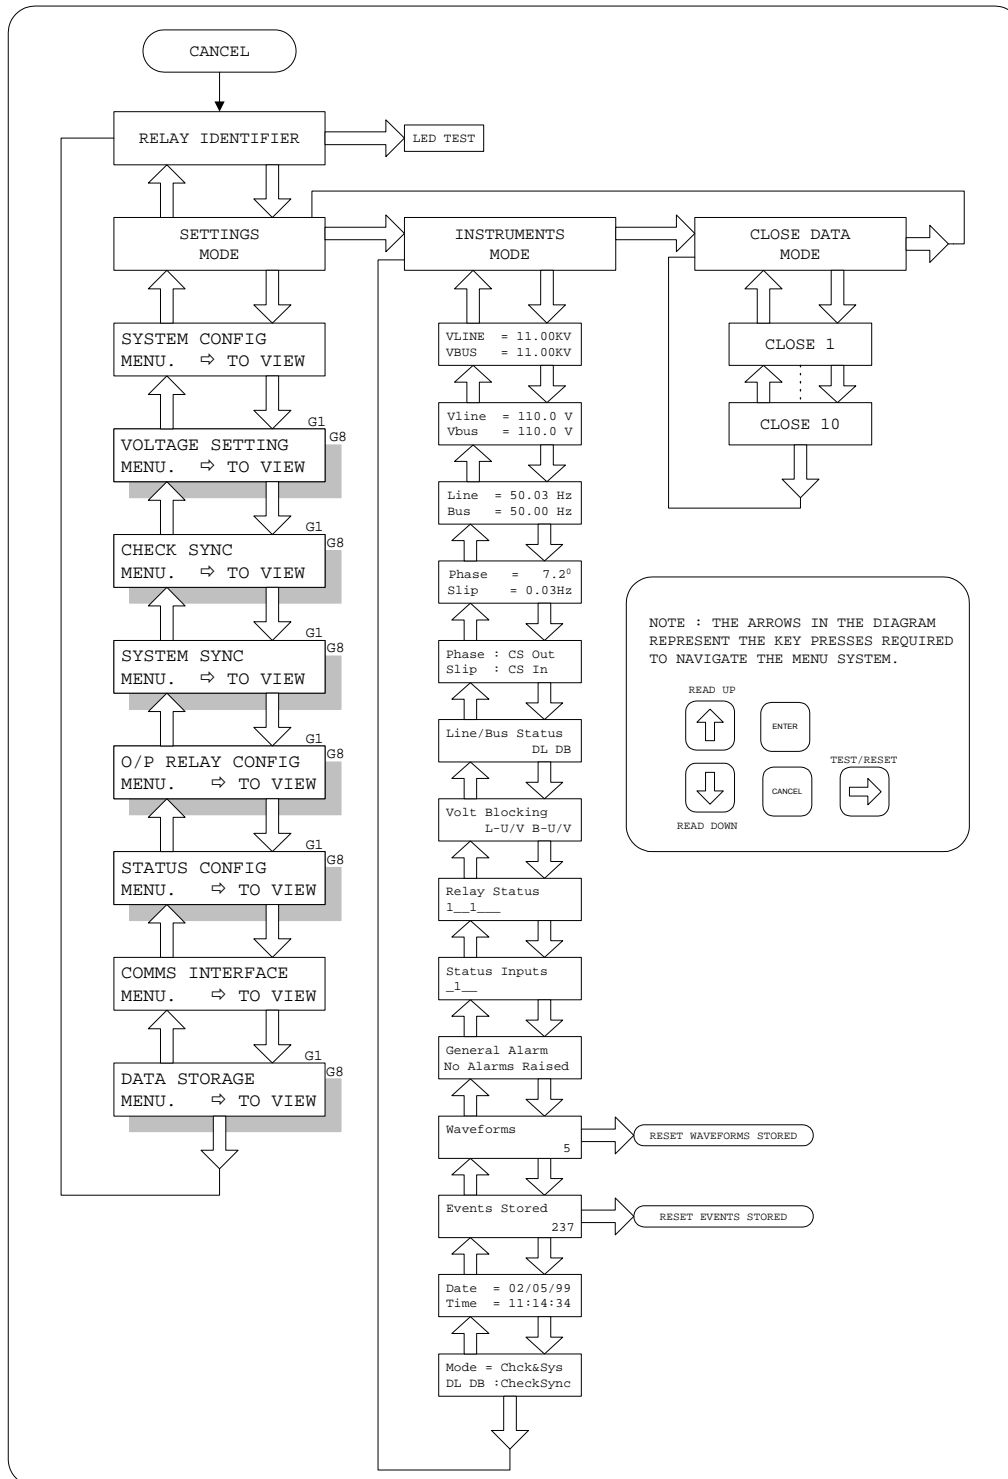 CANCEL
RELAY IDENTIFIER
LED TEST
SETTINGS
MODE
SYSTEM CONFIG
MENU. ⇨ TO VIEW
G1
G8
VOLTAGE SETTING
MENU. ⇨ TO VIEW
G1
G8
CHECK SYNC
MENU. ⇨ TO VIEW
G1
G8
SYSTEM SYNC
MENU. ⇨ TO VIEW
G1
G8
O/P RELAY CONFIG
MENU. ⇨ TO VIEW
G1
G8
STATUS CONFIG
MENU. ⇨ TO VIEW
COMMS INTERFACE
MENU. ⇨ TO VIEW
G1
G8
DATA STORAGE
MENU. ⇨ TO VIEW
INSTRUMENTS
MODE
VLINE = 11.00KV
VBUS = 11.00KV
Vline = 110.0 V
Vbus = 110.0 V
Line = 50.03 Hz
Bus = 50.00 Hz
Phase = 7.2⁰
Slip = 0.03Hz
Phase : CS Out
Slip : CS In
Line/Bus Status
DL DB
Volt Blocking
L-U/V B-U/V
Relay Status
1__1___
Status Inputs
_1__
General Alarm
No Alarms Raised
Waveforms
5
RESET WAVEFORMS STORED
Events Stored
237
RESET EVENTS STORED
Date = 02/05/99
Time = 11:14:34
Mode = Chck&Sys
DL DB :CheckSync
CLOSE DATA
MODE
CLOSE 1
CLOSE 10
NOTE : THE ARROWS IN THE DIAGRAM
REPRESENT THE KEY PRESSES REQUIRED
TO NAVIGATE THE MENU SYSTEM.
READ UP
ENTER
TEST/RESET
CANCEL
READ DOWN